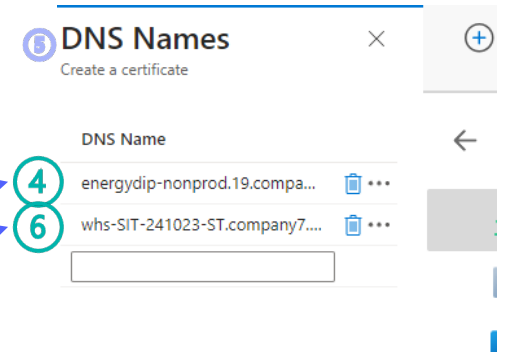 5 DNS Names
Create a certificate
DNS Name
4 energydip-nonprod.19.compa...
6 whs-SIT-241023-ST.company7....